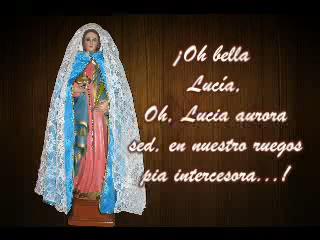 ¡Oh bella
Lucía,
Oh, Lucia aurora
sed, en nuestro ruegos
pia intercesora...!